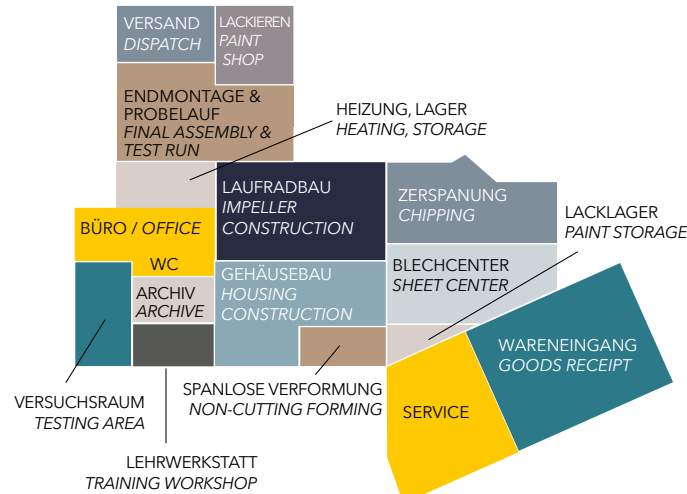 VERSAND
DISPATCH
LACKIEREN
PAINT
SHOP
ENDMONTAGE &
PROBELAUF
FINAL ASSEMBLY &
TEST RUN
HEIZUNG, LAGER
HEATING, STORAGE
LAUFRADBAU
IMPELLER
CONSTRUCTION
ZERSPANUNG
CHIPPING
LACKLAGER
PAINT STORAGE
BÜRO / OFFICE
WC
GEHÄUSEBAU
HOUSING
CONSTRUCTION
BLECHCENTER
SHEET CENTER
ARCHIV
ARCHIVE
WARENEINGANG
GOODS RECEIPT
SPANLOSE VERFORMUNG
NON-CUTTING FORMING
SERVICE
VERSUCHSRAUM
TESTING AREA
LEHRWERKSTATT
TRAINING WORKSHOP